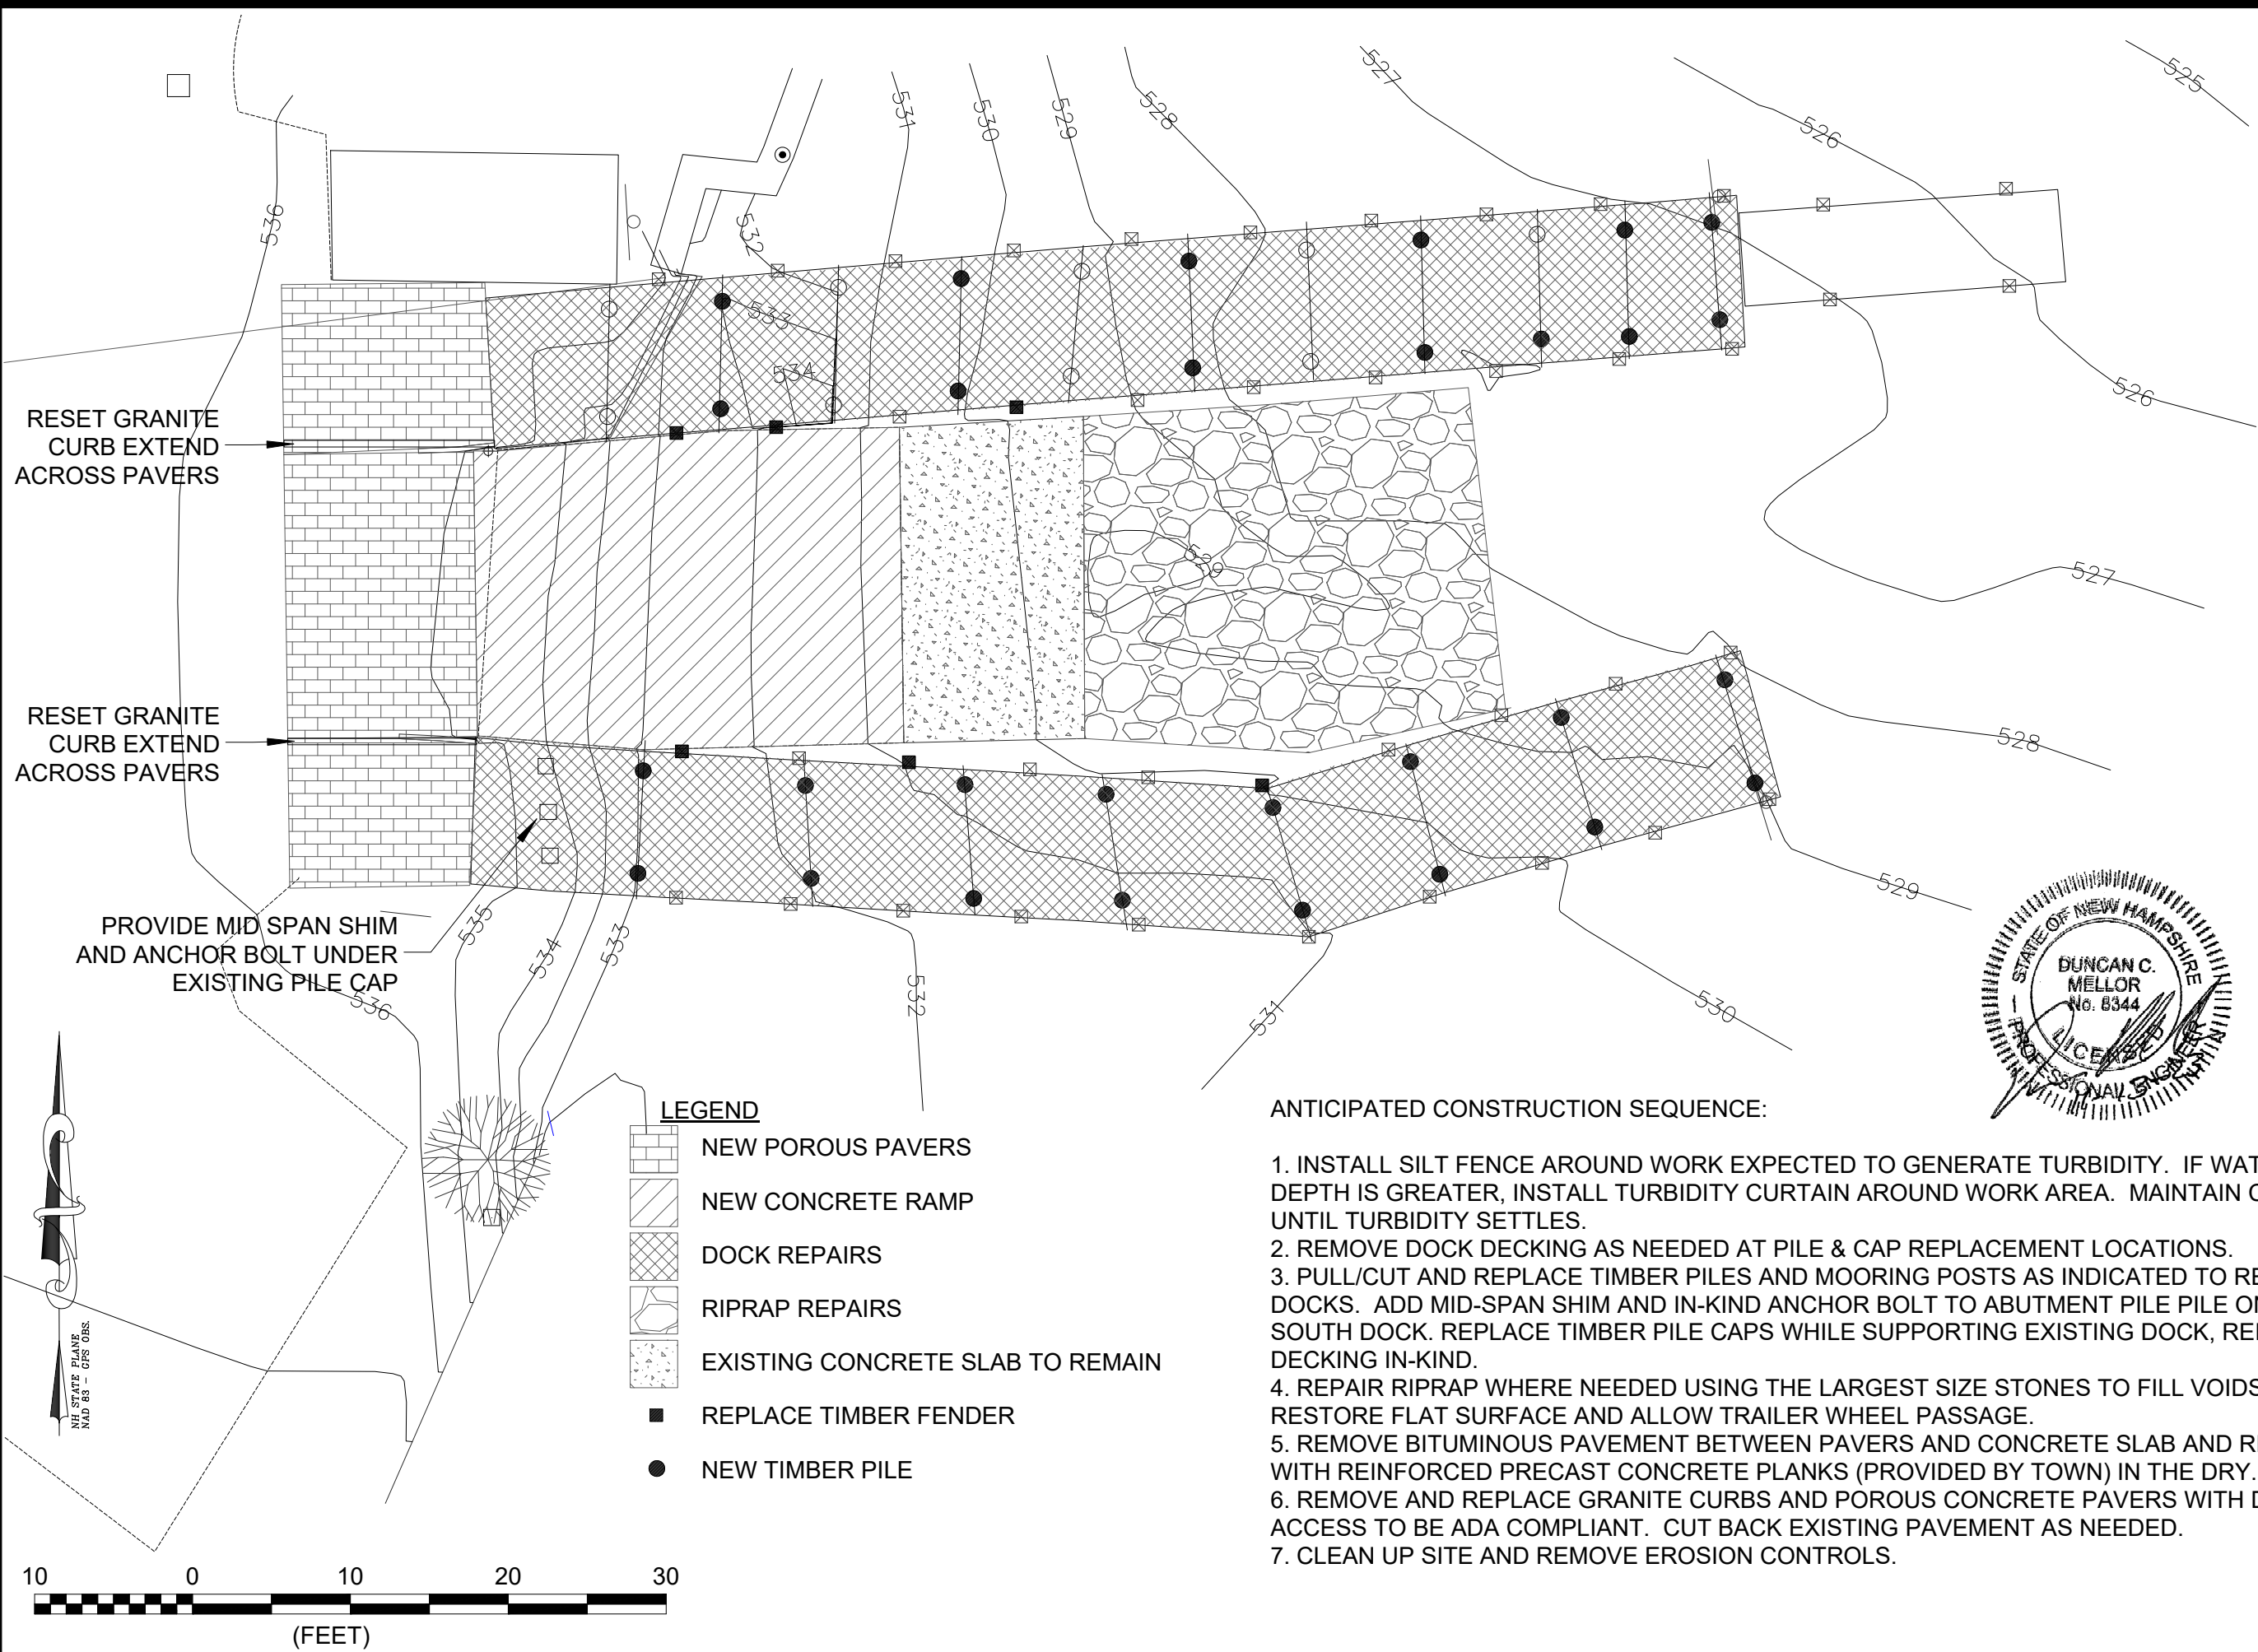 525
527
526
531
530
529
528
536
532
533
534
526
RESET GRANITE
CURB EXTEND
ACROSS PAVERS
529
527
RESET GRANITE
CURB EXTEND
ACROSS PAVERS
528
529
PROVIDE MID SPAN SHIM
AND ANCHOR BOLT UNDER
EXISTING PILE CAP
535
534
533
532
531
530
536
STATE OF NEW HAMPSHIRE
DUNCAN C.
MELLOR
No. 8344
LICENSED
PROFESSIONAL ENGINEER
NH STATE PLANE
NAD 83 - GPS OBS.
LEGEND
NEW POROUS PAVERS
NEW CONCRETE RAMP
DOCK REPAIRS
RIPRAP REPAIRS
EXISTING CONCRETE SLAB TO REMAIN
REPLACE TIMBER FENDER
NEW TIMBER PILE
ANTICIPATED CONSTRUCTION SEQUENCE:
1. INSTALL SILT FENCE AROUND WORK EXPECTED TO GENERATE TURBIDITY. IF WAT
DEPTH IS GREATER, INSTALL TURBIDITY CURTAIN AROUND WORK AREA. MAINTAIN C
UNTIL TURBIDITY SETTLES.
2. REMOVE DOCK DECKING AS NEEDED AT PILE & CAP REPLACEMENT LOCATIONS.
3. PULL/CUT AND REPLACE TIMBER PILES AND MOORING POSTS AS INDICATED TO RE
DOCKS. ADD MID-SPAN SHIM AND IN-KIND ANCHOR BOLT TO ABUTMENT PILE PILE ON
SOUTH DOCK. REPLACE TIMBER PILE CAPS WHILE SUPPORTING EXISTING DOCK, REI
DECKING IN-KIND.
4. REPAIR RIPRAP WHERE NEEDED USING THE LARGEST SIZE STONES TO FILL VOIDS
RESTORE FLAT SURFACE AND ALLOW TRAILER WHEEL PASSAGE.
5. REMOVE BITUMINOUS PAVEMENT BETWEEN PAVERS AND CONCRETE SLAB AND RE
WITH REINFORCED PRECAST CONCRETE PLANKS (PROVIDED BY TOWN) IN THE DRY.
6. REMOVE AND REPLACE GRANITE CURBS AND POROUS CONCRETE PAVERS WITH D
ACCESS TO BE ADA COMPLIANT. CUT BACK EXISTING PAVEMENT AS NEEDED.
7. CLEAN UP SITE AND REMOVE EROSION CONTROLS.
10 0 10 20 30
(FEET)